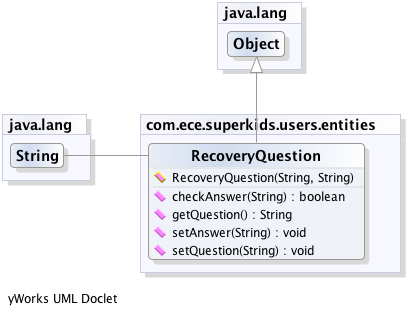 java.lang
Object
java.lang
String
com.ece.superkids.users.entities
RecoveryQuestion
RecoveryQuestion(String, String)
checkAnswer(String) : boolean
getQuestion() : String
setAnswer(String) : void
setQuestion(String) : void
yWorks UML Doclet